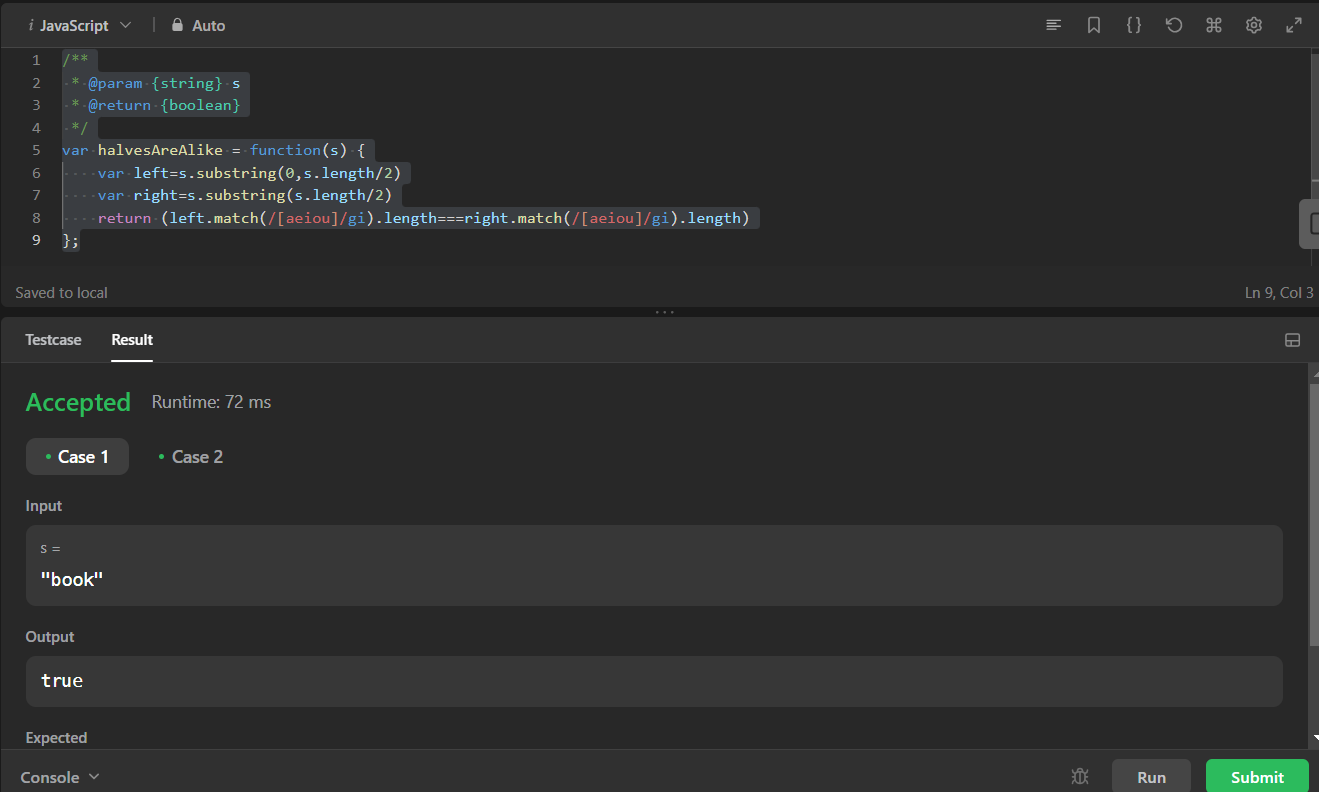 i JavaScript Auto
1 /**
2 * @param {string} s
3 * @return {boolean}
4 */
5 var halvesAreAlike = function(s) {
6 var left=s.substring(0,s.length/2)
7 var right=s.substring(s.length/2)
8 return (left.match(/[aeiou]/gi).length===right.match(/[aeiou]/gi).length)
9 };
Saved to local Ln 9, Col 3
Testcase Result
Accepted Runtime: 72 ms
• Case 1 • Case 2
Input
s =
"book"
Output
true
Expected
Console Run Submit